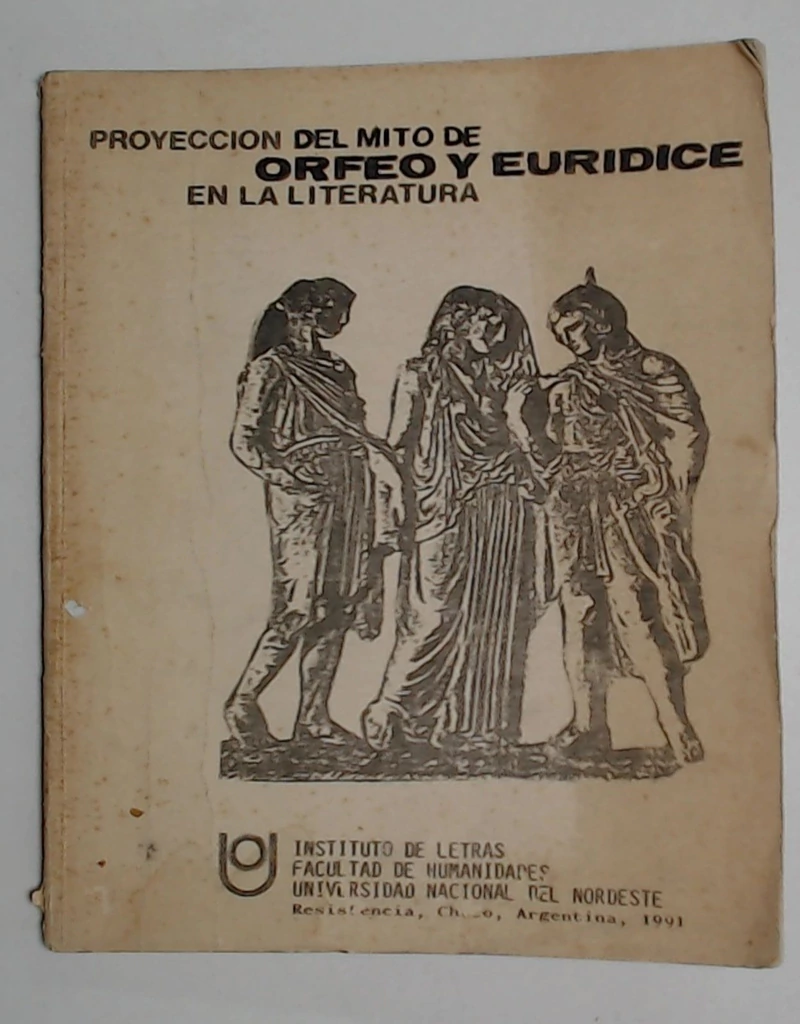 PROYECCION DEL MITO DE
ORFEO Y EURIDICE
EN LA LITERATURA
INSTITUTO DE LETRAS
FACULTAD DE HUMANIDADES
UNIVERSIDAD NACIONAL DEL NORDESTE
Resistencia, Argentina, 1991